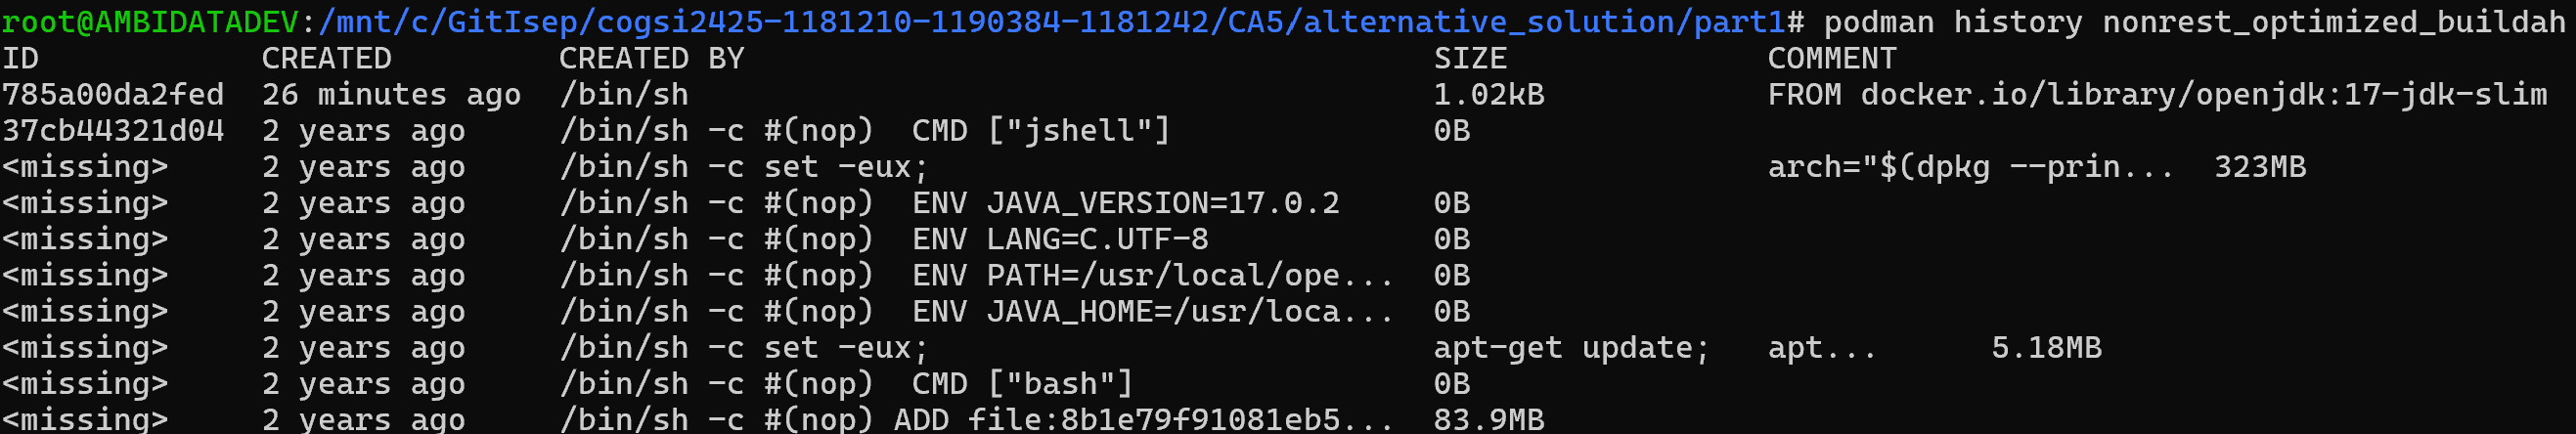 root@AMBIDATADEV:/mnt/c/GitIsep/cogsi2425-1181210-1190384-1181242/CA5/alternative_solution/part1# podman history nonrest_optimized_buildah
ID CREATED CREATED BY SIZE COMMENT
785a00da2fed 26 minutes ago /bin/sh 1.02kB FROM docker.io/library/openjdk:17-jdk-slim
37cb44321d04 2 years ago /bin/sh -c #(nop)  CMD ["jshell"] 0B
<missing> 2 years ago /bin/sh -c set -eux; arch="$(dpkg --prin... 323MB
<missing> 2 years ago /bin/sh -c #(nop)  ENV JAVA_VERSION=17.0.2 0B
<missing> 2 years ago /bin/sh -c #(nop)  ENV LANG=C.UTF-8 0B
<missing> 2 years ago /bin/sh -c #(nop)  ENV PATH=/usr/local/ope... 0B
<missing> 2 years ago /bin/sh -c #(nop)  ENV JAVA_HOME=/usr/loca... 0B
<missing> 2 years ago /bin/sh -c set -eux; apt-get update; apt... 5.18MB
<missing> 2 years ago /bin/sh -c #(nop)  CMD ["bash"] 0B
<missing> 2 years ago /bin/sh -c #(nop) ADD file:8b1e79f91081eb5... 83.9MB